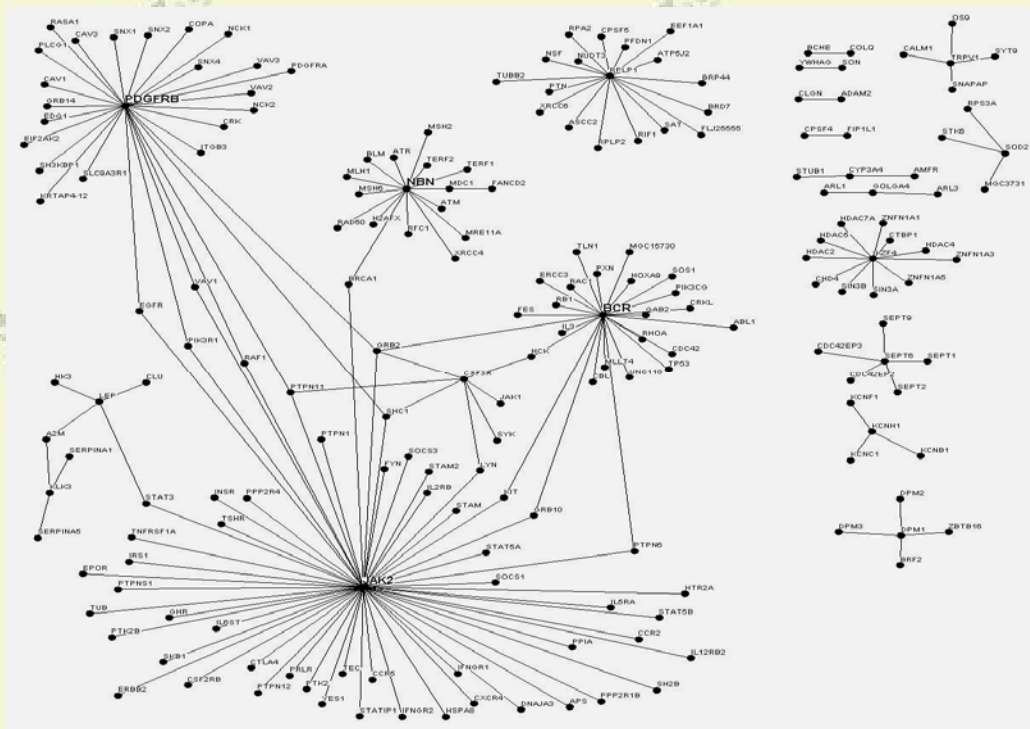 RASA1
CAV3
SNX1
SNX2
COPA
NCK1
PLCG1
SNX4
VAV3
PDGFRA
CAV1
VAV2
GRB14
PDGFRB
NCK2
EDG1
CRK
EIF2AK2
ITGB3
SH3KBP1
SLC9A3R1
KRTAP4-12
RPA2
CPSF5
EEF1A1
PFDN1
NSF
NUDT3
ATP5J2
TUBB2
RPLP1
BRP44
PTN
XRCC6
BRD7
ASCC2
SAT
RIF1
RPLP2
BCHE
COLQ
YWHAG
SON
CLGN
ADAM2
CPSF4
FIP1L1
STUB1
CYP3A4
AMFR
ARL1
GOLGA4
ARL3
OS9
CALM1
TRPV1
SYT9
SNAPAP
RPS3A
SOD2
MGC3731
MSH2
BLM
ATR
TERF2
TERF1
MLH1
NBN
MDC1
FANCD2
MSH6
ATM
RAD50
H2AFX
RFC1
MRE11A
XRCC4
BRCA1
HDAC7A
ZNFN1A1
CTBP1
HDAC4
HDAC2
ZNFN1A3
CHD4
SIN3B
SIN3A
ZNFN1A5
TLN1
MGC15730
PXN
ERCC3
RAC1
HOXA9
SOS1
RB1
PIK3CG
FES
BCR
GAB2
CRKL
IL3
RHOA
ABL1
HCK
CDC42
MLLT4
TP53
CBL
VAV1
EGFR
PIK3R1
RAF1
GRB2
CSF3R
PTPN11
SHC1
JAK1
SYK
PTPN1
FYN
SOCS3
STAM2
LYN
IL2RB
STAM
KIT
GRB10
PTPN6
HK3
CLU
LEP
A2M
SERPINA1
KLK3
SERPINA5
STAT3
INSR
PPP2R4
TSHR
TNFRSF1A
IRS1
EPOR
PTPNS1
JAK2
STAT5A
SOCS1
HTR2A
TUB
GHR
IL5RA
STAT5B
PTK2B
IL6ST
CCR2
PPIA
IL12RB2
SKB1
CTLA4
PRLR
TEC
CCR5
IFNGR1
ERBB2
CSF2RB
PTPN12
PTK2
YES1
STATIP1
IFNGR2
HSPA8
CXCR4
DNAJA3
APS
PPP2R1B
SH2B
SEPT9
CDC42EP3
SEPT6
SEPT1
CDC42EP2
SEPT2
KCNF1
KCNH1
KCNC1
KCNB1
DPM2
DPM3
DPM1
ZBTB16
BRF2